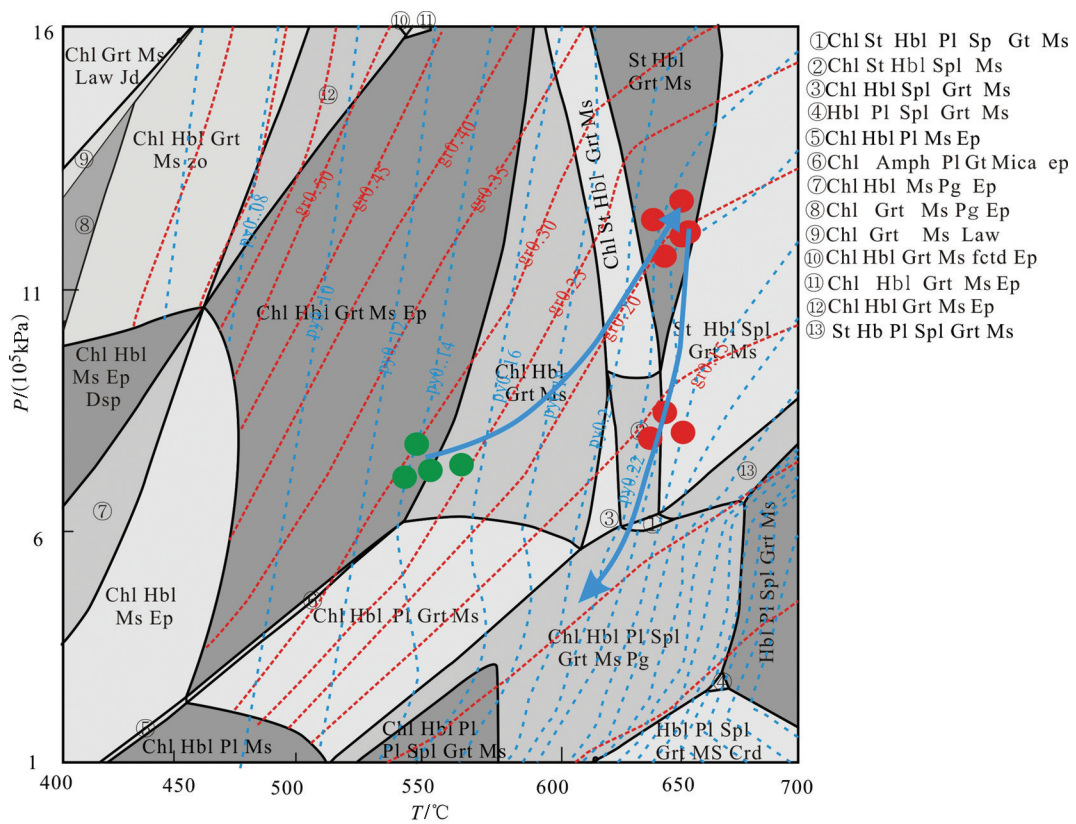 16
11
6
1
P/(10⁵kPa)
400
450
500
550
600
650
700
T/℃
Chl Grt Ms
Law Jd
Chl Hbl Grt
Ms zo
⑨
⑧
⑩
⑪
⑫
St Hbl
Grt Ms
Chl St Hbl Grt Ms
Chl Hbl Grt Ms Ep
Chl Hbl
Ms Ep
Dsp
⑦
Chl Hbl
Ms Ep
Chl Hbl
Grt Ms
St Hbl Spl
Grt Ms
②
③
①
⑬
⑥
⑤
④
Chl Hbl Pl Grt Ms
Chl Hbl Pl Spl
Grt Ms Pg
Hbl Pl Spl Grt Ms
Chl Hbl Pl Ms
Chl Hbl Pl
Pl Spl Grt Ms
Hbl Pl Spl
Grt MS Crd
gr0.50
gr0.45
gr0.40
gr0.35
gr0.30
gr0.25
gr0.20
gr0.15
py0.08
py0.10
py0.12
py0.14
py0.16
py0.2
py0.22
①Chl St Hbl Pl Sp Gt Ms
②Chl St Hbl Spl Ms
③Chl Hbl Spl Grt Ms
④Hbl Pl Spl Grt Ms
⑤Chl Hbl Pl Ms Ep
⑥Chl Amph Pl Gt Mica ep
⑦Chl Hbl Ms Pg Ep
⑧Chl Grt Ms Pg Ep
⑨Chl Grt Ms Law
⑩Chl Hbl Grt Ms fctd Ep
⑪Chl Hbl Grt Ms Ep
⑫Chl Hbl Grt Ms Ep
⑬St Hb Pl Spl Grt Ms